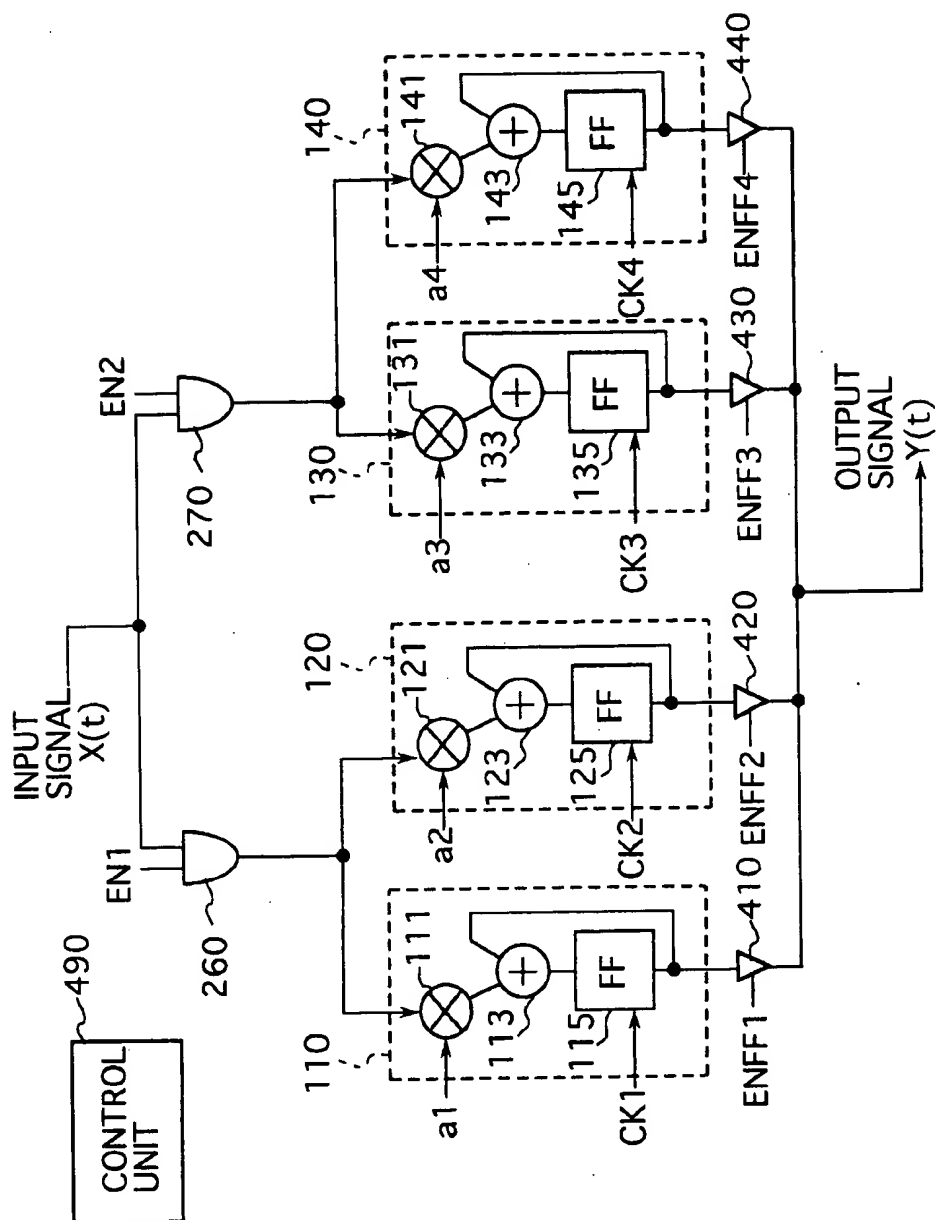 490
CONTROL
UNIT
INPUT
SIGNAL
X(t)
EN1
EN2
260
270
110
111
a1
113
FF
115
CK1
120
121
a2
123
FF
125
CK2
130
131
a3
133
FF
135
CK3
140
141
a4
143
FF
145
CK4
410
ENFF1
420
ENFF2
430
ENFF3
440
ENFF4
OUTPUT
SIGNAL
Y(t)